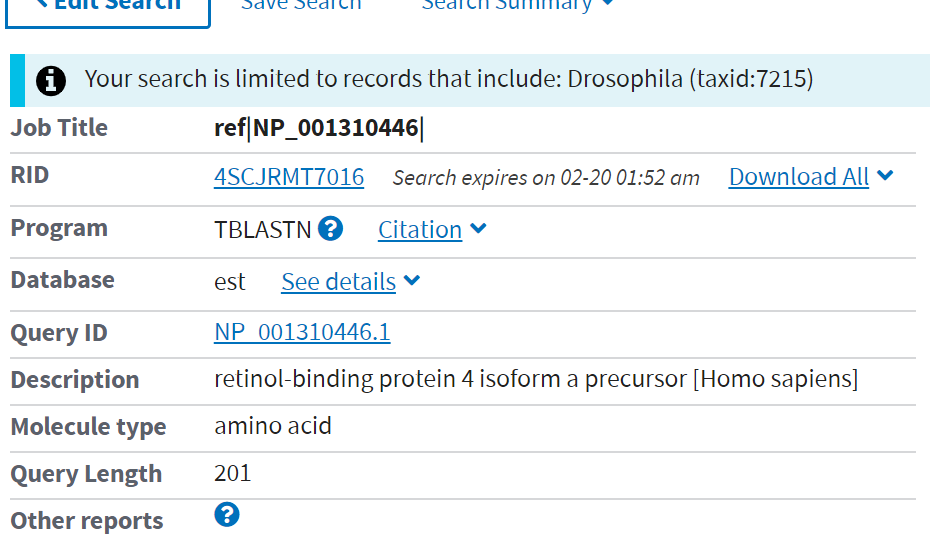 Edit Search Save Search Search Summary
Your search is limited to records that include: Drosophila (taxid:7215)
Job Title ref|NP_001310446|
RID 4SCJRMT7016 Search expires on 02-20 01:52 am Download All
Program TBLASTN ? Citation
Database est See details
Query ID NP_001310446.1
Description retinol-binding protein 4 isoform a precursor [Homo sapiens]
Molecule type amino acid
Query Length 201
Other reports ?